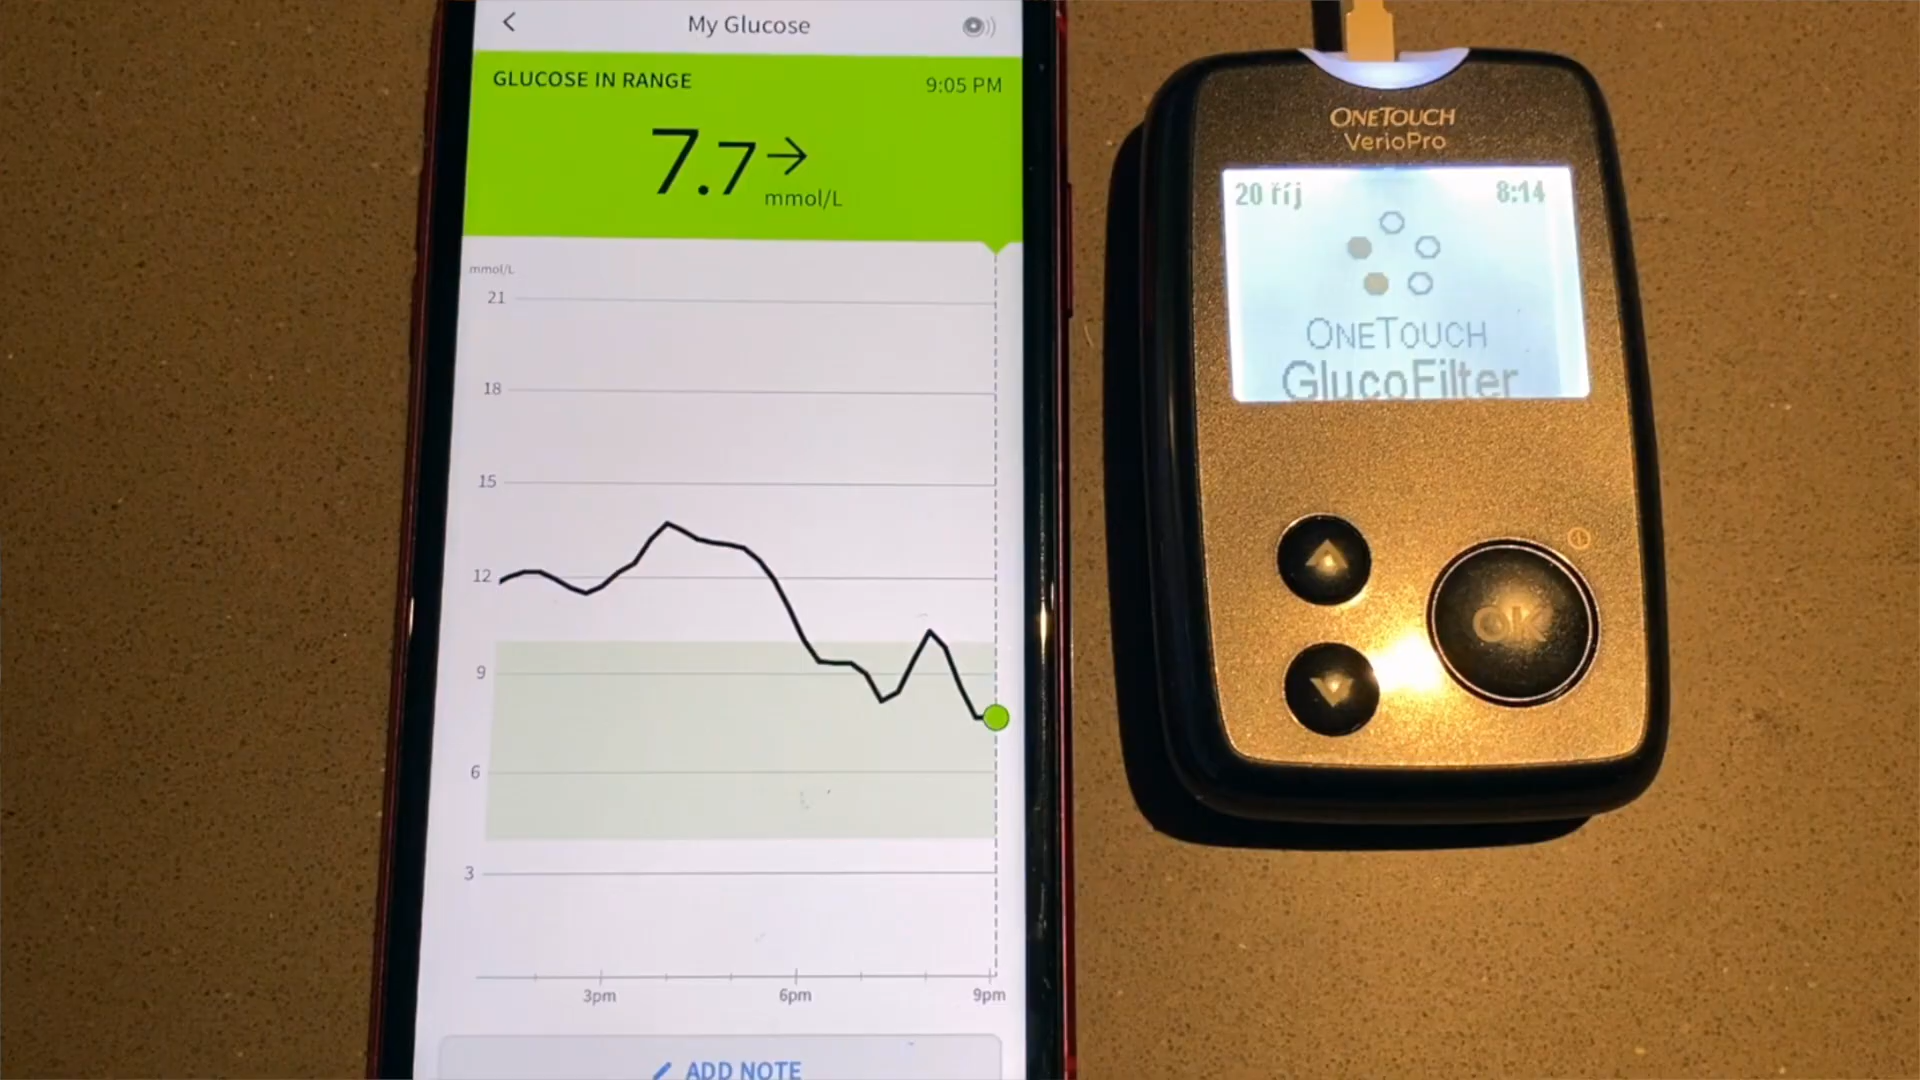 My Glucose
GLUCOSE IN RANGE
9:05 PM
7.7
mmol/L
mmol/L
21
18
15
12
9
6
3
3pm
6pm
9pm
ADD NOTE
ONETOUCH
VerioPro
20 říj
8:14
ONETOUCH
GlucoFilter
OK